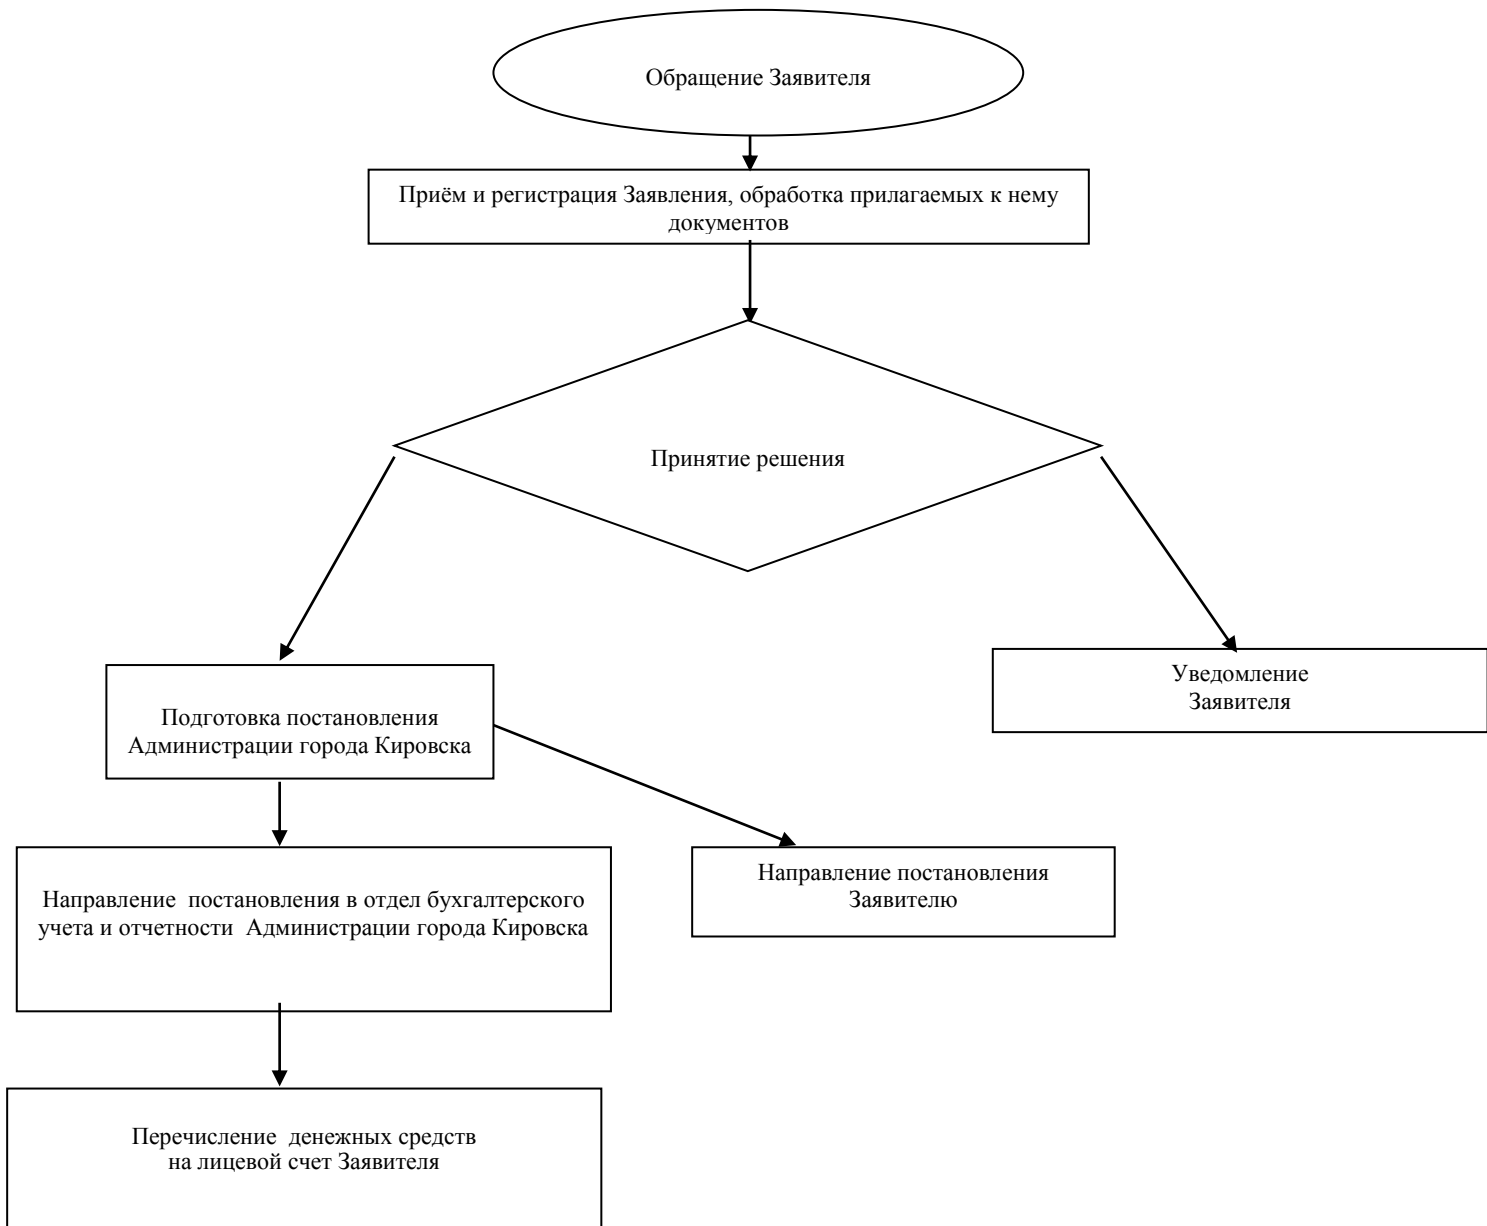 Обращение Заявителя
Приём и регистрация Заявления, обработка прилагаемых к нему
документов
Принятие решения
Уведомление
Заявителя
Подготовка постановления
Администрации города Кировска
Направление постановления в отдел бухгалтерского
учета и отчетности Администрации города Кировска
Направление постановления
Заявителю
Перечисление денежных средств
на лицевой счет Заявителя